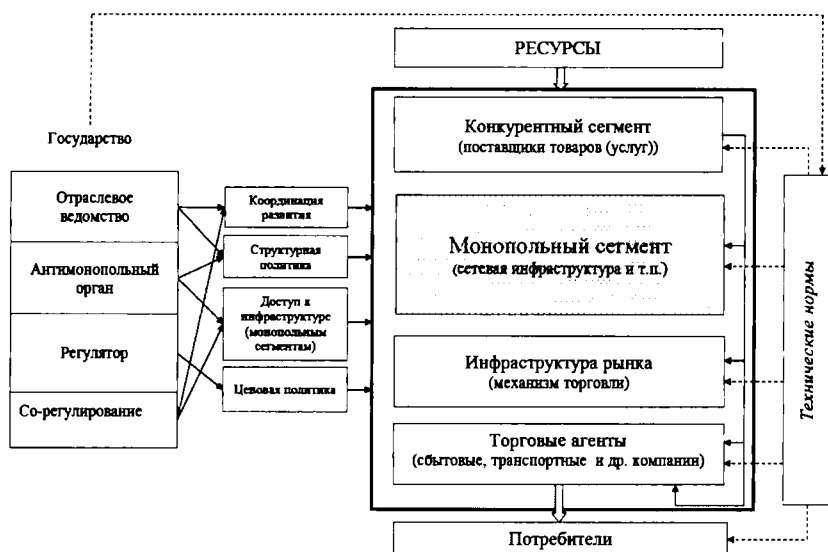 РЕСУРСЫ
Государство
Отраслевое
ведомство
Антимонопольный
орган
Регулятор
Со-регулирование
Координация
развития
Структурная
политика
Доступ к
инфраструктуре
(монопольным
сегментам)
Ценовая политика
Конкурентный сегмент
(поставщики товаров (услуг))
Монопольный сегмент
(сетевая инфраструктура и т.п.)
Инфраструктура рынка
(механизм торговли)
Торговые агенты
(сбытовые, транспортные и др. компании)
Потребители
Технические нормы